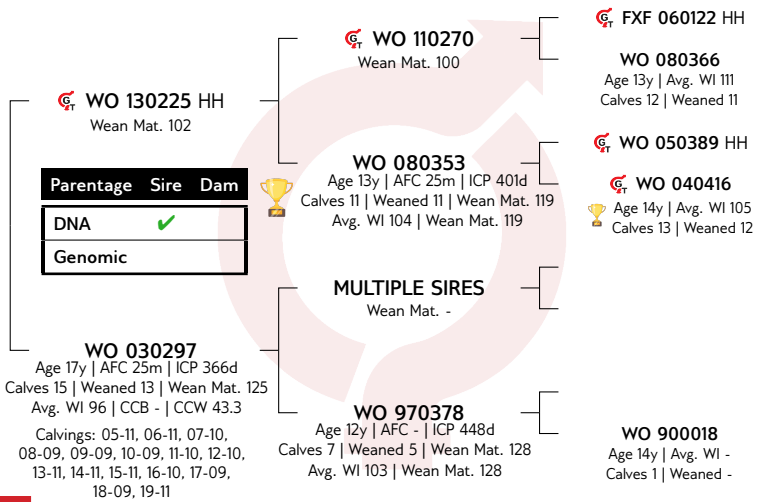 GT FXF 060122 HH
GT WO 110270
Wean Mat. 100
WO 080366
Age 13y | Avg. WI 111
Calves 12 | Weaned 11
GT WO 130225 HH
Wean Mat. 102
GT WO 050389 HH
WO 080353
Age 13y | AFC 25m | ICP 401d
Calves 11 | Weaned 11 | Wean Mat. 119
Avg. WI 104 | Wean Mat. 119
GT WO 040416
Age 14y | Avg. WI 105
Calves 13 | Weaned 12
Parentage Sire Dam
DNA ✔
Genomic
MULTIPLE SIRES
Wean Mat. -
WO 030297
Age 17y | AFC 25m | ICP 366d
Calves 15 | Weaned 13 | Wean Mat. 125
Avg. WI 96 | CCB - | CCW 43.3
Calvings: 05-11, 06-11, 07-10,
08-09, 09-09, 10-09, 11-10, 12-10,
13-11, 14-11, 15-11, 16-10, 17-09,
18-09, 19-11
WO 970378
Age 12y | AFC - | ICP 448d
Calves 7 | Weaned 5 | Wean Mat. 128
Avg. WI 103 | Wean Mat. 128
WO 900018
Age 14y | Avg. WI -
Calves 1 | Weaned -